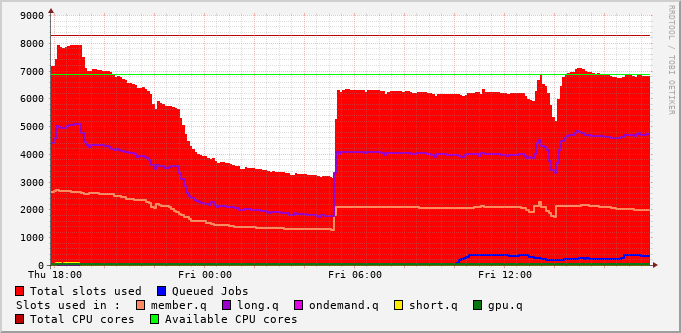 9000
8000
7000
6000
5000
4000
3000
2000
1000
0
Thu 18:00 Fri 00:00 Fri 06:00 Fri 12:00
RRDTOOL / TOBI OETIKER
Total slots used Queued Jobs
Slots used in : member.q long.q ondemand.q short.q gpu.q
Total CPU cores Available CPU cores